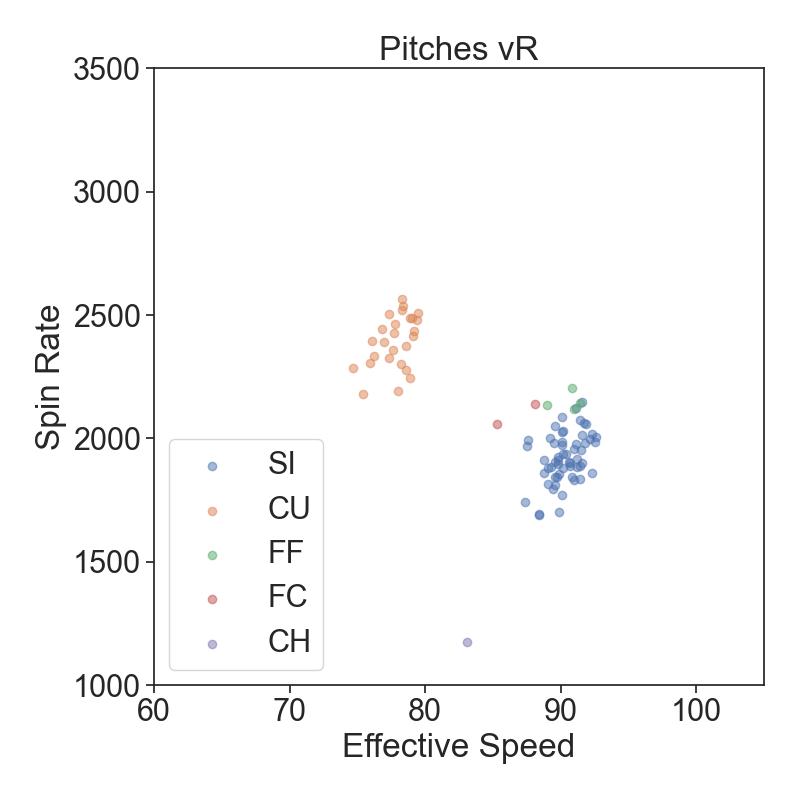 Pitches vR
3500
3000
2500
2000
1500
1000
Spin Rate
SI
CU
FF
FC
CH
60 70 80 90 100
Effective Speed